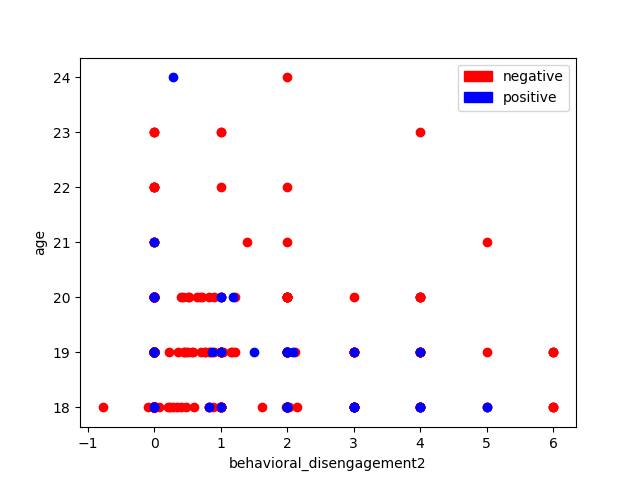 negative
positive
24
23
22
21
20
19
18
age
−1 0 1 2 3 4 5 6
behavioral_disengagement2